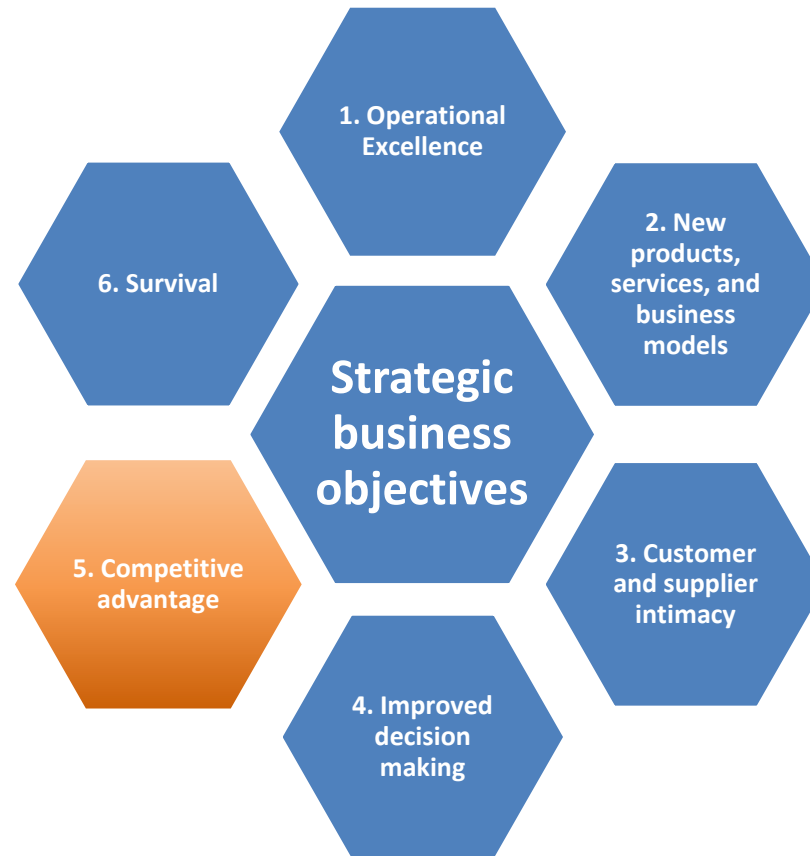 1. Operational
Excellence
2. New
products,
services, and
business
models
6. Survival
Strategic
business
objectives
5. Competitive
advantage
3. Customer
and supplier
intimacy
4. Improved
decision
making